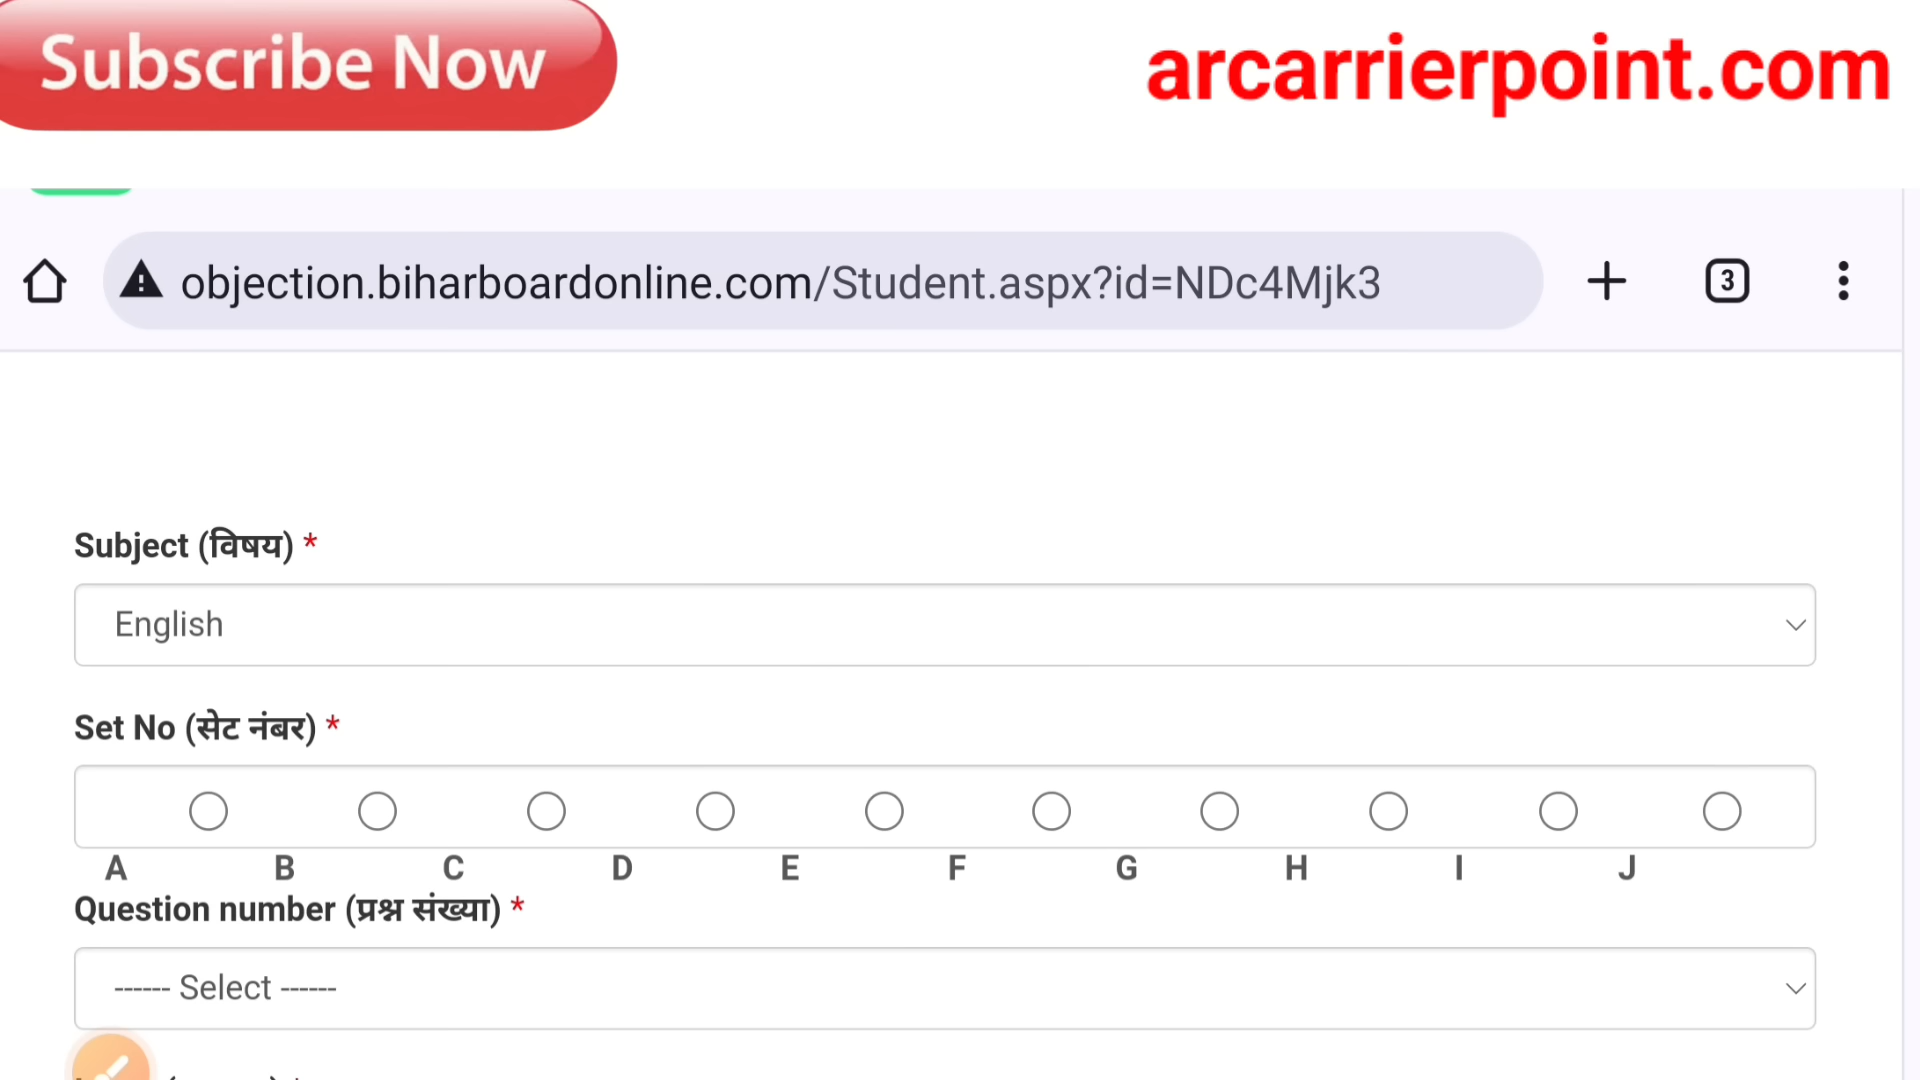 Subscribe Now
arcarrierpoint.com
objection.biharboardonline.com/Student.aspx?id=NDc4Mjk3
3
Subject (विषय) *
English
Set No (सेट नंबर) *
A B C D E F G H I J
Question number (प्रश्न संख्या) *
------ Select ------